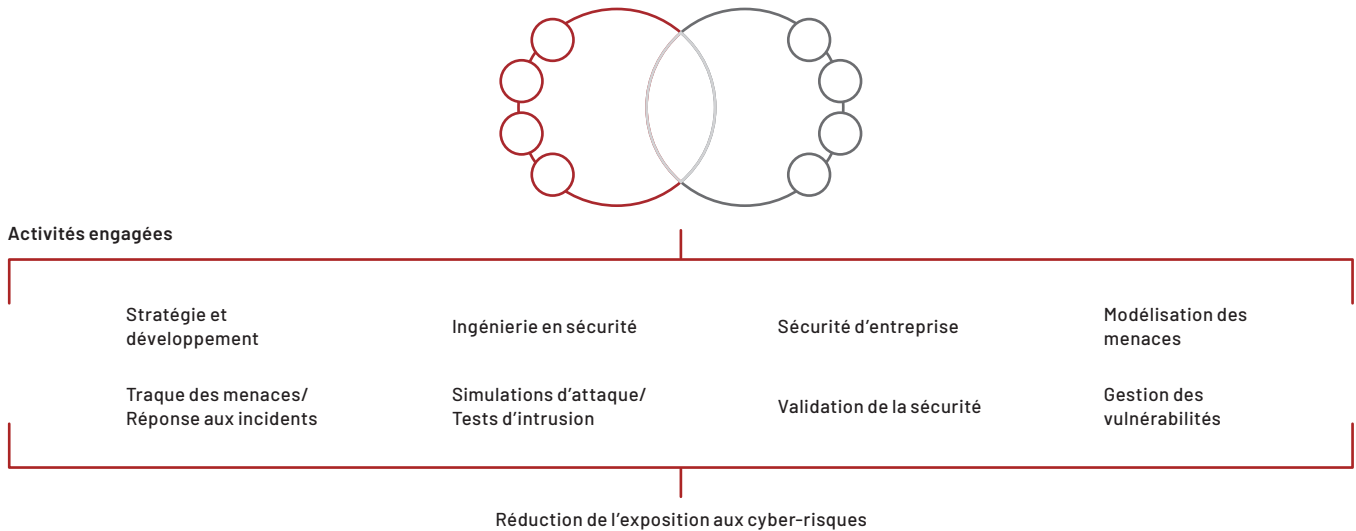 Activités engagées
Stratégie et
développement
Ingénierie en sécurité
Sécurité d'entreprise
Modélisation des
menaces
Traque des menaces/
Réponse aux incidents
Simulations d'attaque/
Tests d'intrusion
Validation de la sécurité
Gestion des
vulnérabilités
Réduction de l'exposition aux cyber-risques